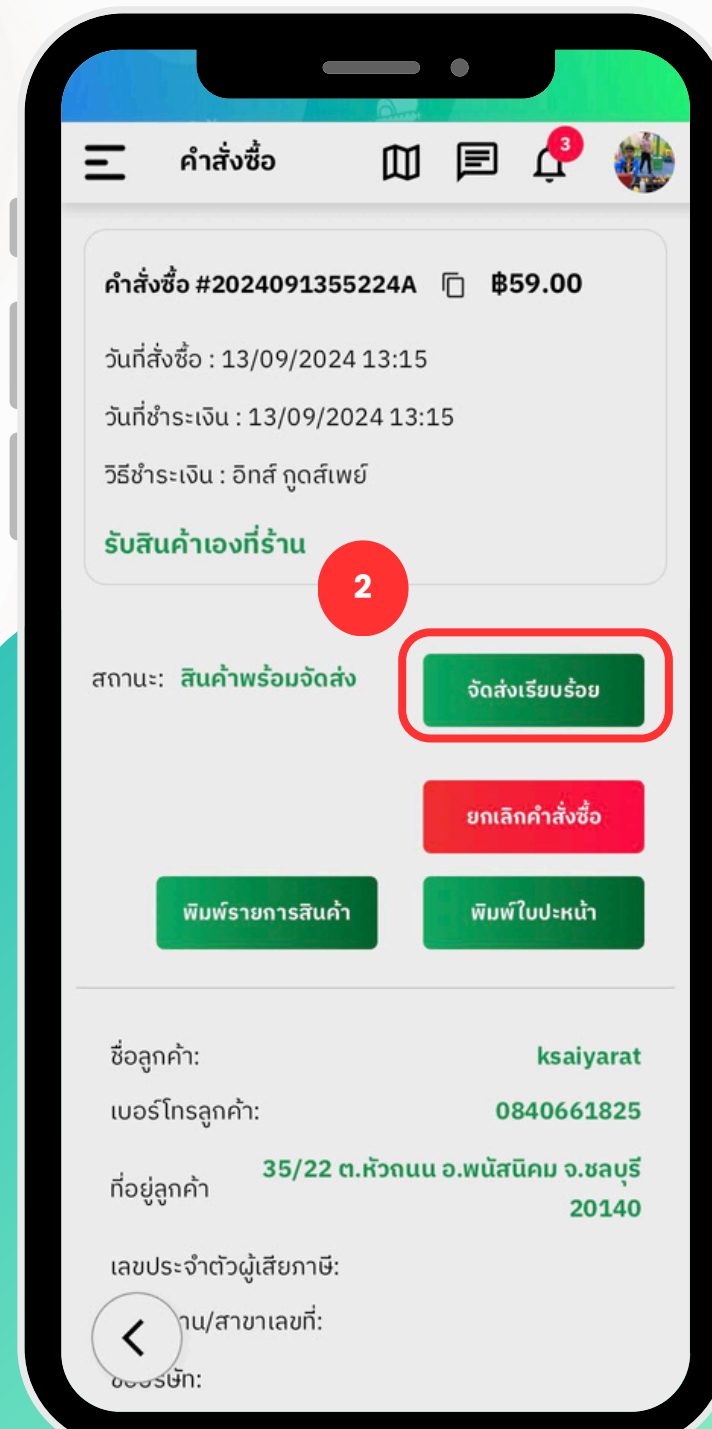 3
คำสั่งซื้อ
คำสั่งซื้อ #2024091355224A ฿59.00
วันที่สั่งซื้อ : 13/09/2024 13:15
วันที่ชำระเงิน : 13/09/2024 13:15
วิธีชำระเงิน : อิทส์ กูดส์เพย์
รับสินค้าเองที่ร้าน
2
สถานะ: สินค้าพร้อมจัดส่ง
จัดส่งเรียบร้อย
ยกเลิกคำสั่งซื้อ
พิมพ์รายการสินค้า
พิมพ์ใบปะหน้า
ชื่อลูกค้า: ksaiyarat
เบอร์โทรลูกค้า: 0840661825
ที่อยู่ลูกค้า 35/22 ต.หัวถนน อ.พนัสนิคม จ.ชลบุรี
20140
เลขประจำตัวผู้เสียภาษี:
/สาขาเลขที่: